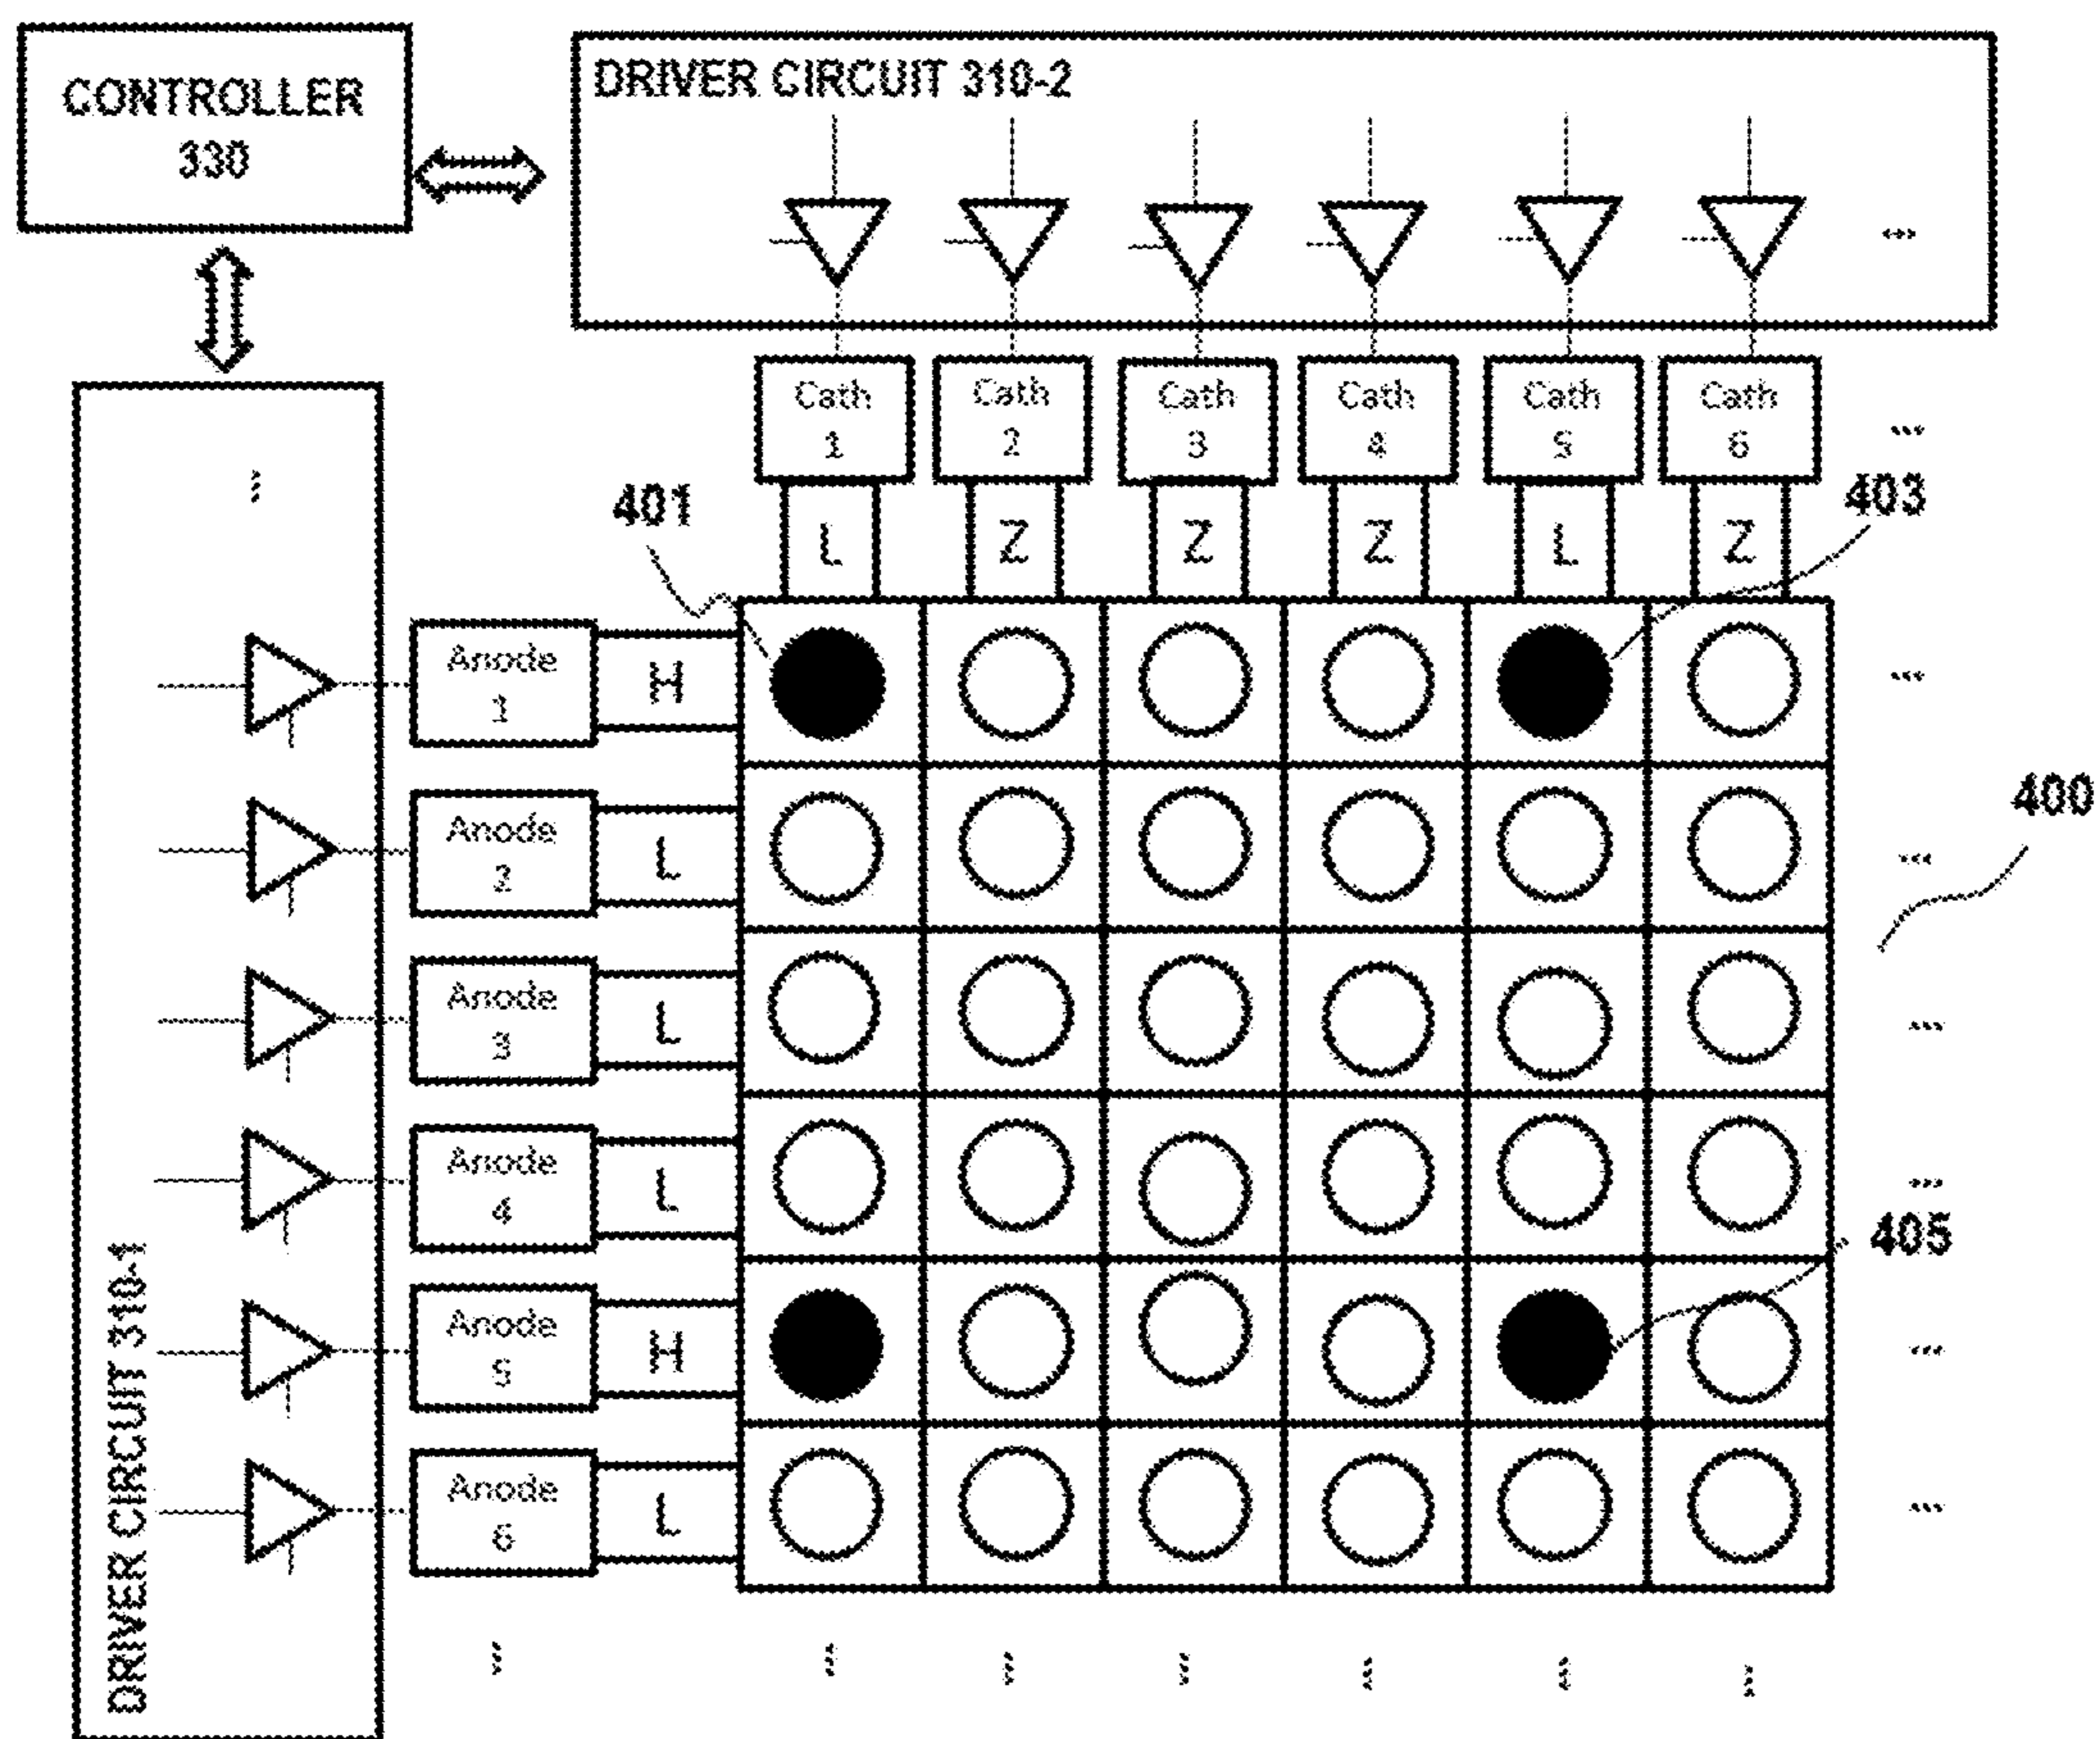 CONTROLLER
330
DRIVER CIRCUIT 310-2
...
Cath
1
Cath
2
Cath
3
Cath
4
Cath
5
Cath
6
...
401
L
Z
Z
Z
L
Z
403
Anode
1
H
...
Anode
2
L
...
400
Anode
3
L
...
Anode
4
L
...
405
Anode
5
H
...
Anode
6
L
...
DRIVER CIRCUIT 310-1